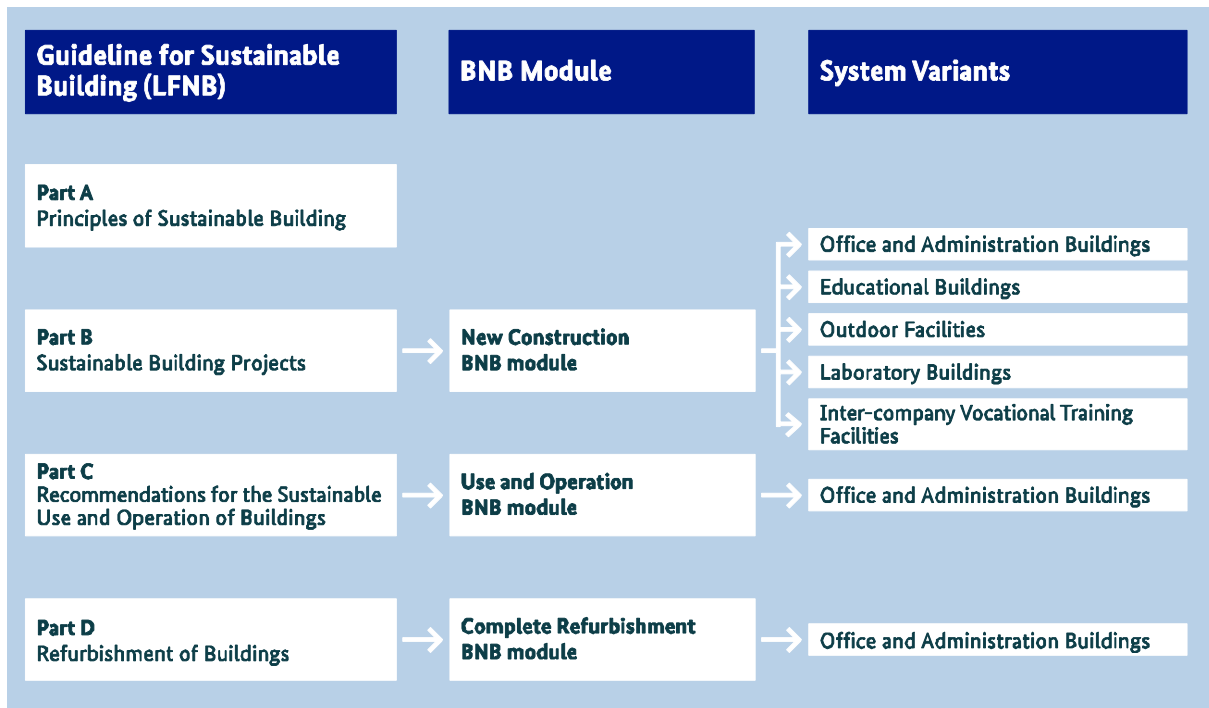 Guideline for Sustainable
Building (LFNB)
BNB Module
System Variants
Part A
Principles of Sustainable Building
Part B
Sustainable Building Projects
New Construction
BNB module
Office and Administration Buildings
Educational Buildings
Outdoor Facilities
Laboratory Buildings
Inter-company Vocational Training
Facilities
Part C
Recommendations for the Sustainable
Use and Operation of Buildings
Use and Operation
BNB module
Office and Administration Buildings
Part D
Refurbishment of Buildings
Complete Refurbishment
BNB module
Office and Administration Buildings